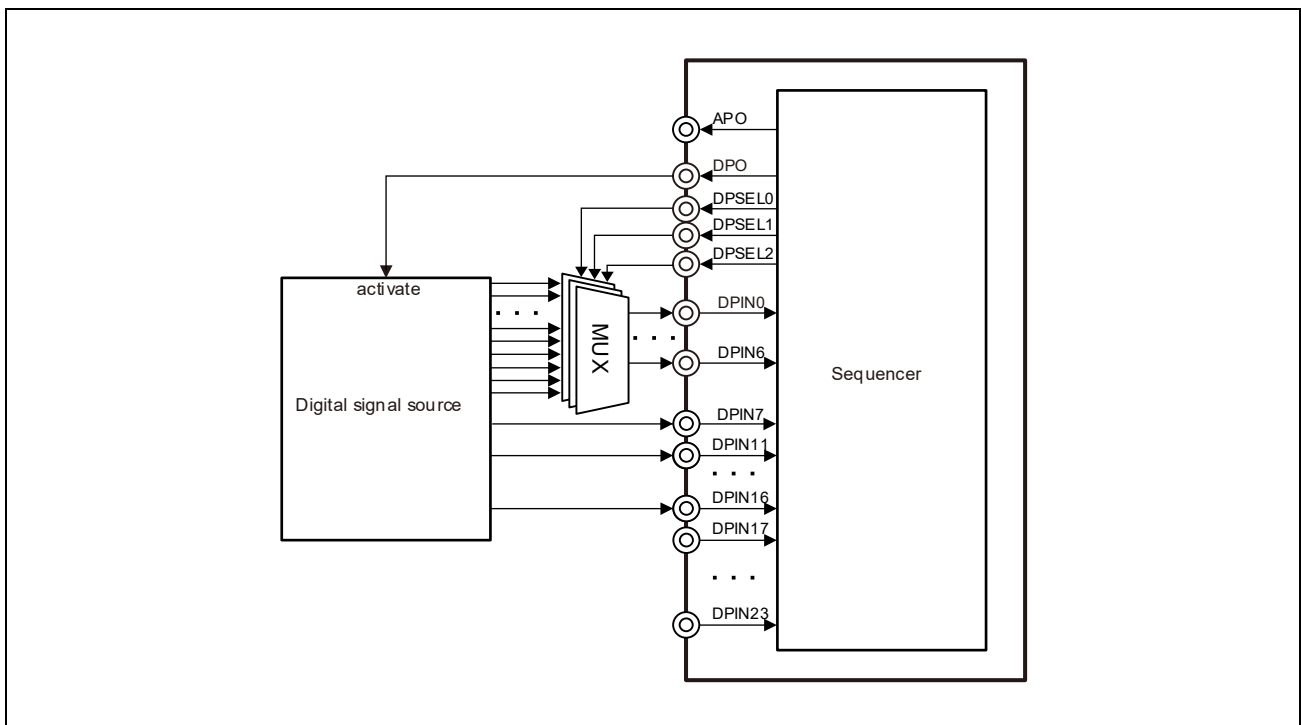 APO
DPO
DPSEL0
DPSEL1
DPSEL2
activate
. . .
MUX
. . .
DPIN0
DPIN6
Sequencer
Digital signal source
DPIN7
DPIN11
. . .
DPIN16
DPIN17
. . .
DPIN23